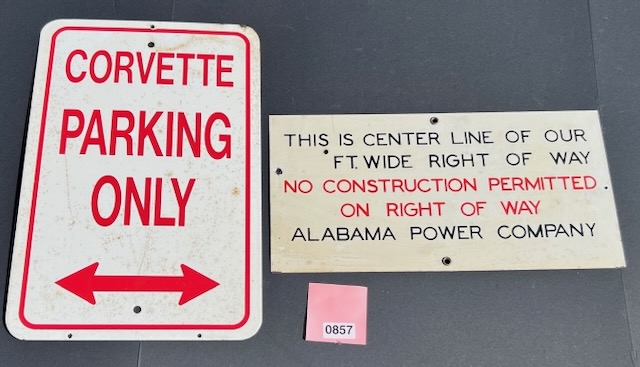 CORVETTE
PARKING
ONLY
THIS IS CENTER LINE OF OUR
FT. WIDE RIGHT OF WAY
NO CONSTRUCTION PERMITTED
ON RIGHT OF WAY
ALABAMA POWER COMPANY
0857